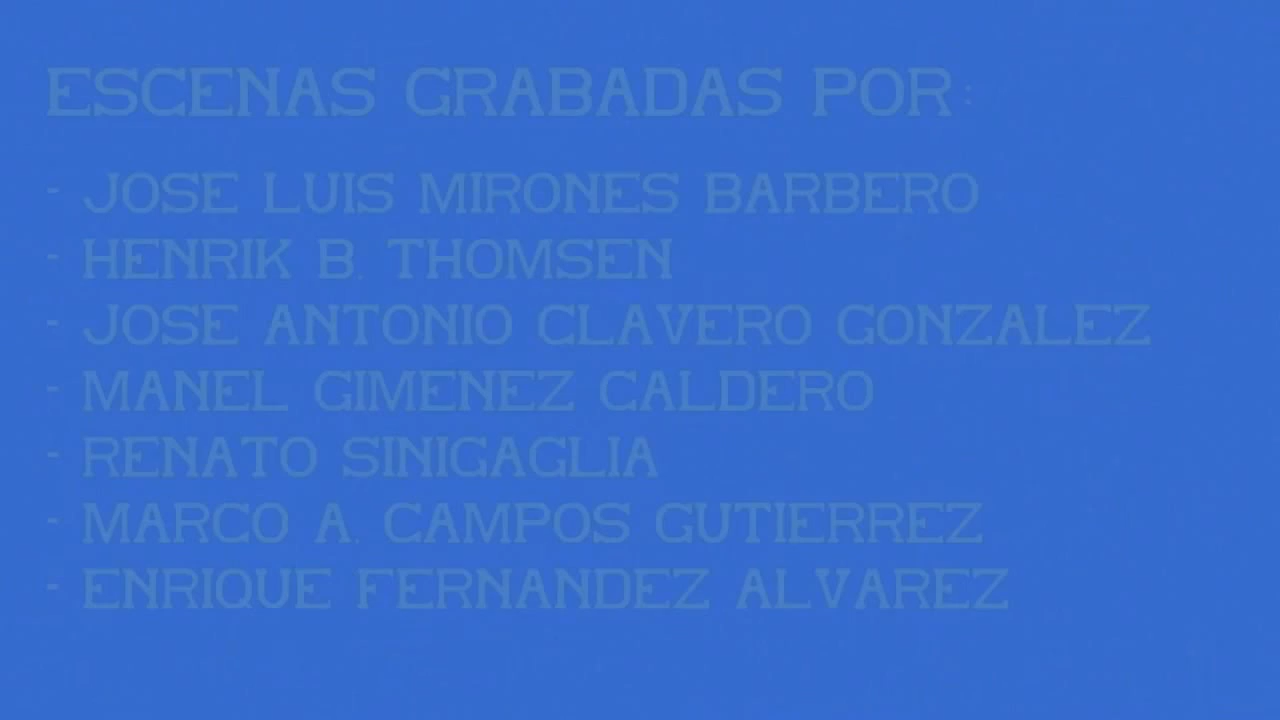 ESCENAS GRABADAS POR:
- JOSE LUIS MIRONES BARBERO
- HENRIK B. THOMSEN
- JOSE ANTONIO CLAVERO GONZALEZ
- MANEL GIMENEZ CALDERO
- RENATO SINIGAGLIA
- MARCO A. CAMPOS GUTIERREZ
- ENRIQUE FERNANDEZ ALVAREZ